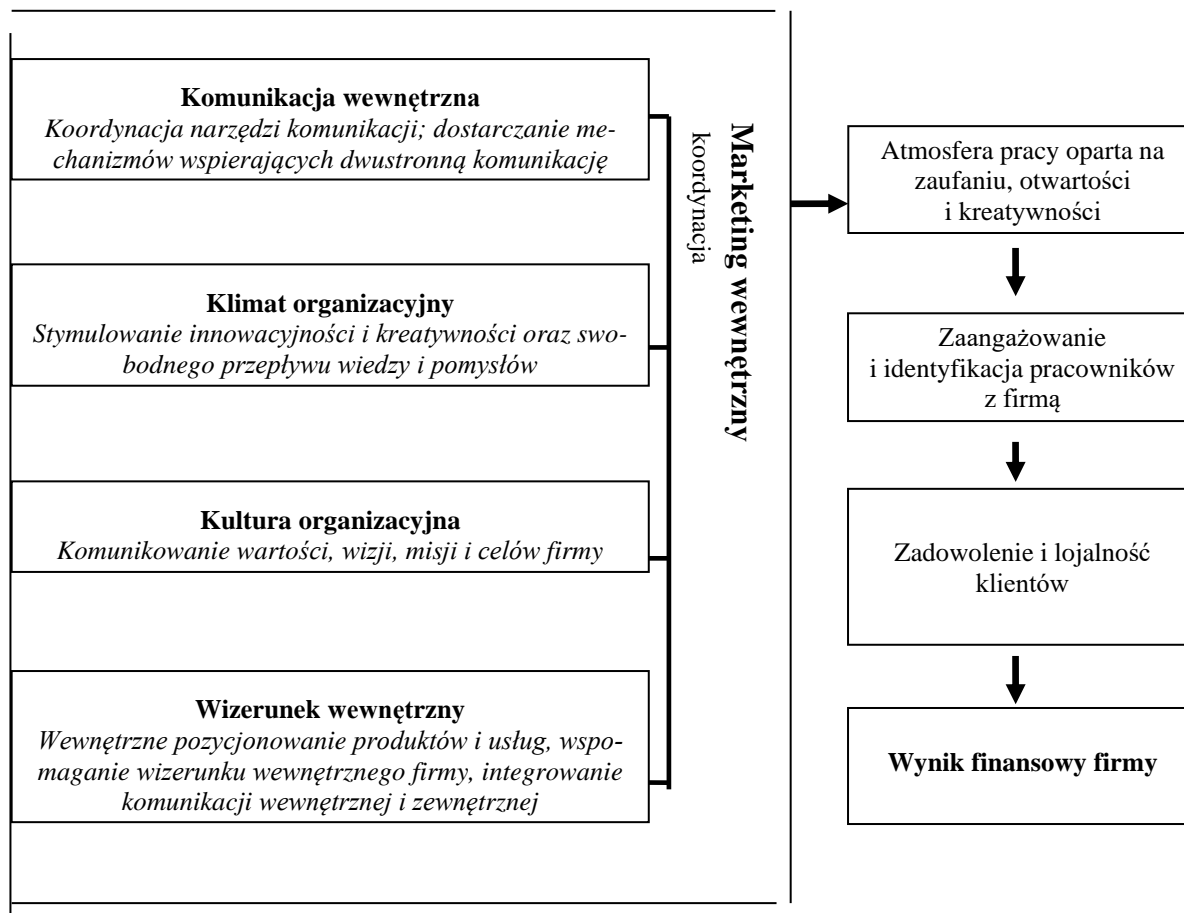 Komunikacja wewnętrzna
Koordynacja narzędzi komunikacji; dostarczanie me-
chanizmów wspierających dwustronną komunikację
Klimat organizacyjny
Stymulowanie innowacyjności i kreatywności oraz swo-
bodnego przepływu wiedzy i pomysłów
Kultura organizacyjna
Komunikowanie wartości, wizji, misji i celów firmy
Wizerunek wewnętrzny
Wewnętrzne pozycjonowanie produktów i usług, wspo-
maganie wizerunku wewnętrznego firmy, integrowanie
komunikacji wewnętrznej i zewnętrznej
Marketing wewnętrzny
koordynacja
Atmosfera pracy oparta na
zaufaniu, otwartości
i kreatywności
Zaangażowanie
i identyfikacja pracowników
z firmą
Zadowolenie i lojalność
klientów
Wynik finansowy firmy